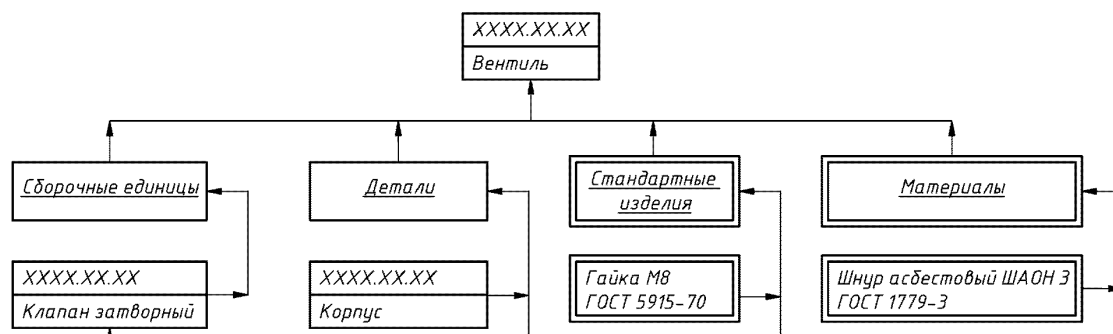 XXXX.XX.XX
Вентиль
Сборочные единицы
Детали
Стандартные
изделия
Материалы
XXXX.XX.XX
Клапан затворный
XXXX.XX.XX
Корпус
Гайка М8
ГОСТ 5915-70
Шнур асбестовый ШАОН 3
ГОСТ 1779-3